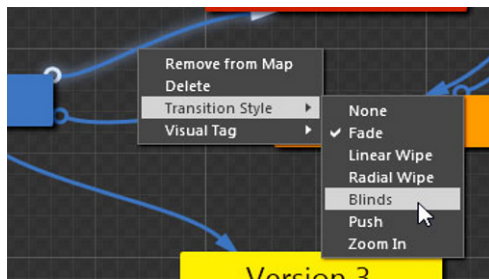 Remove from Map
Delete
Transition Style
Visual Tag
None
Fade
Linear Wipe
Radial Wipe
Blinds
Push
Zoom In
Version 3